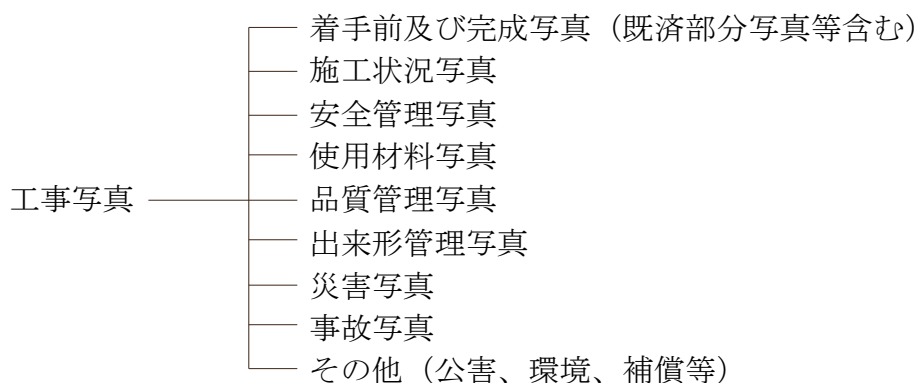 着手前及び完成写真（既済部分写真等含む）
施工状況写真
安全管理写真
使用材料写真
工事写真
品質管理写真
出来形管理写真
災害写真
事故写真
その他（公害、環境、補償等）